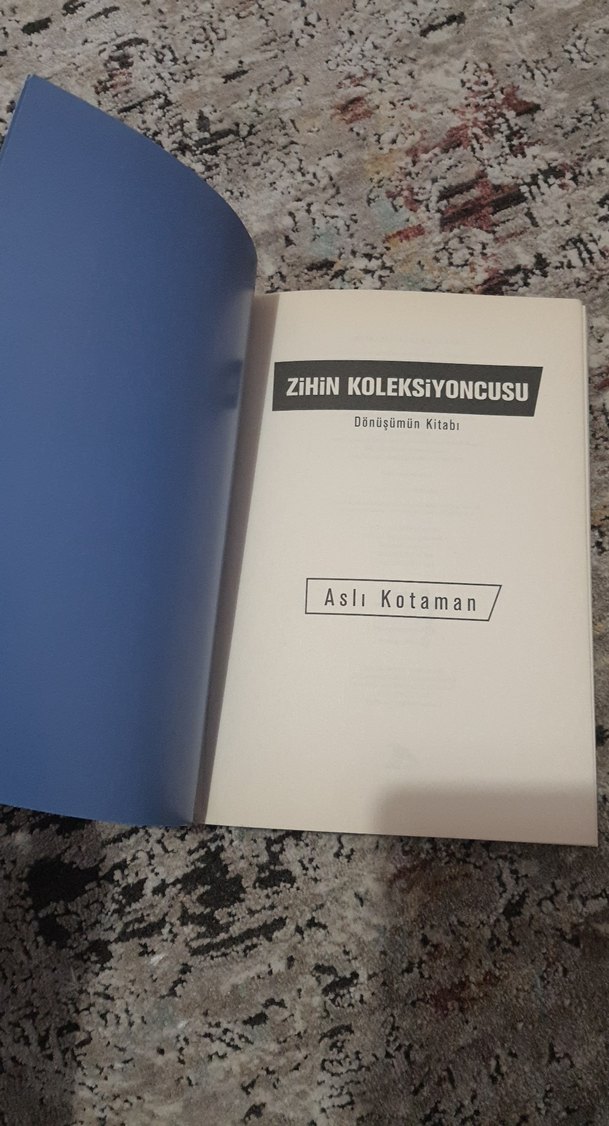 ZiHiN KOLEKSiYONCUSU
Dönüşümün Kitabı
Aslı Kotaman